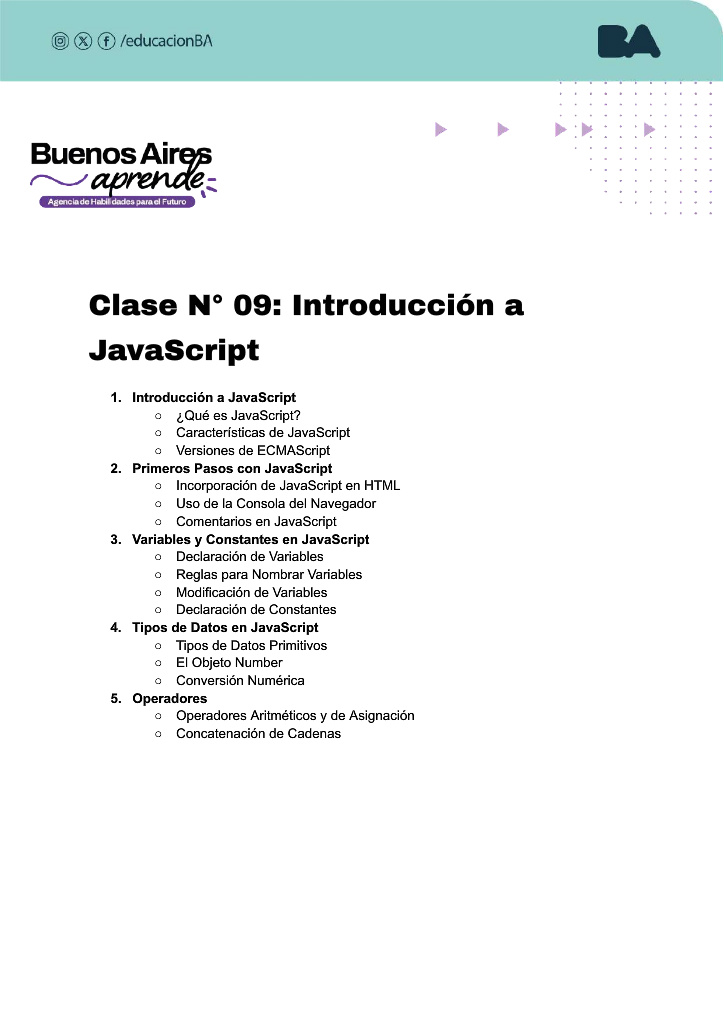 /educacionBA
BA
Buenos Aires
aprende
Agencia de Habilidades para el Futuro
Clase N° 09: Introducción a
JavaScript
1. Introducción a JavaScript
○ ¿Qué es JavaScript?
○ Características de JavaScript
○ Versiones de ECMAScript
2. Primeros Pasos con JavaScript
○ Incorporación de JavaScript en HTML
○ Uso de la Consola del Navegador
○ Comentarios en JavaScript
3. Variables y Constantes en JavaScript
○ Declaración de Variables
○ Reglas para Nombrar Variables
○ Modificación de Variables
○ Declaración de Constantes
4. Tipos de Datos en JavaScript
○ Tipos de Datos Primitivos
○ El Objeto Number
○ Conversión Numérica
5. Operadores
○ Operadores Aritméticos y de Asignación
○ Concatenación de Cadenas